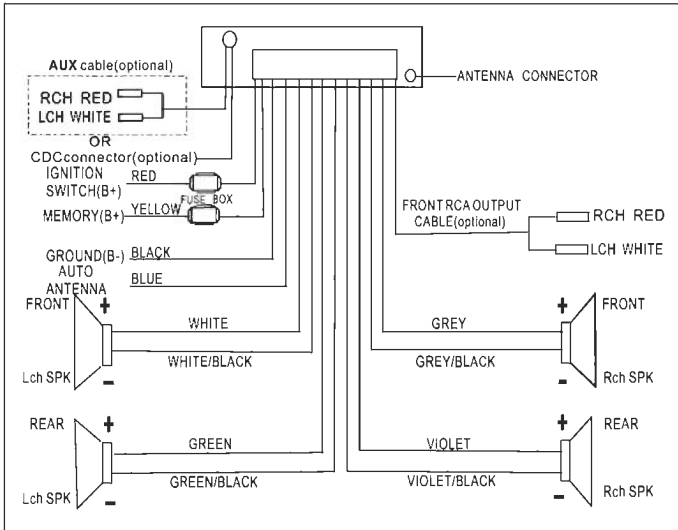 AUX cable(optional)
RCH RED
LCH WHITE
OR
CDCconnector(optional)
ANTENNA CONNECTOR
IGNITION
SWITCH(B+)
RED
FUSE BOX
MEMORY(B+)
YELLOW
GROUND(B-)
BLACK
AUTO
ANTENNA
BLUE
FRONT RCA OUTPUT
CABLE(optional)
RCH RED
LCH WHITE
FRONT
+
WHITE
WHITE/BLACK
-
Lch SPK
+
FRONT
GREY
GREY/BLACK
-
Rch SPK
REAR
+
GREEN
GREEN/BLACK
-
Lch SPK
+
REAR
VIOLET
VIOLET/BLACK
-
Rch SPK